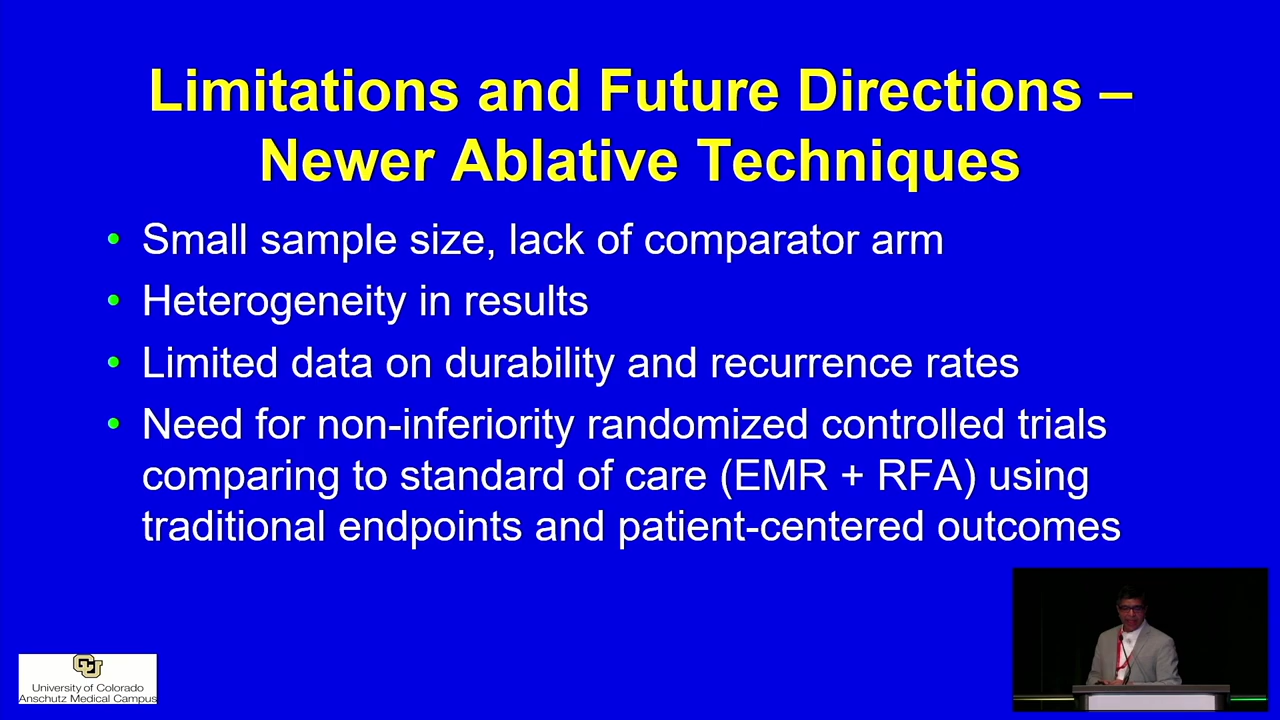 Limitations and Future Directions –
Newer Ablative Techniques
• Small sample size, lack of comparator arm
• Heterogeneity in results
• Limited data on durability and recurrence rates
• Need for non-inferiority randomized controlled trials
comparing to standard of care (EMR + RFA) using
traditional endpoints and patient-centered outcomes
CU
University of Colorado
Anschutz Medical Campus